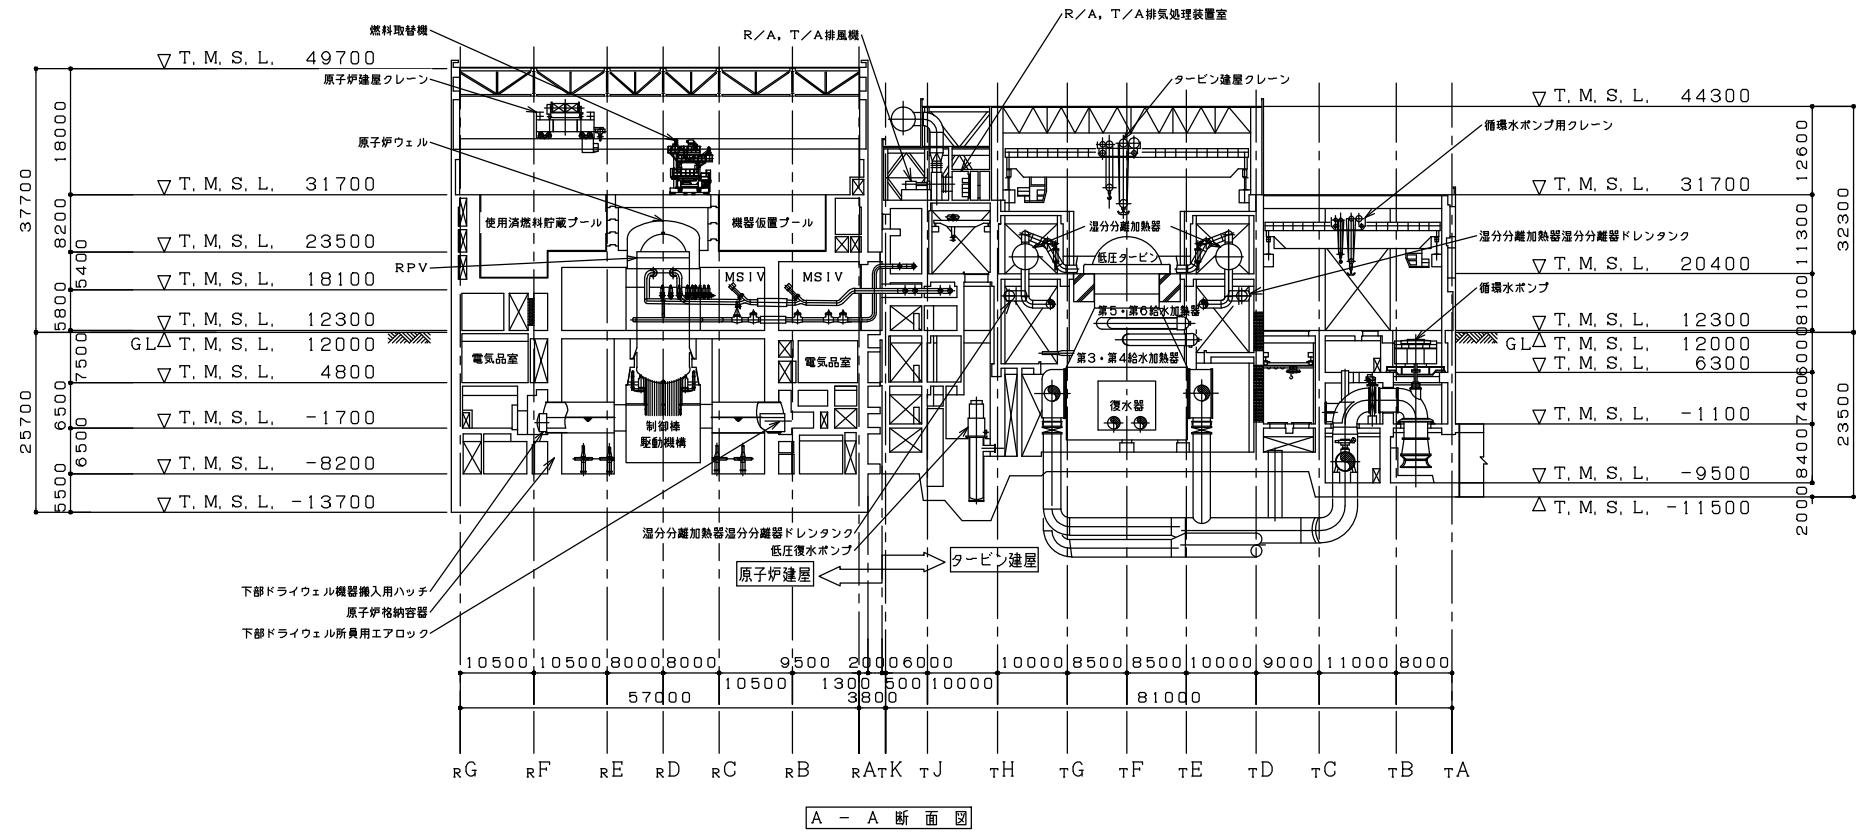 燃料取替機
原子炉建屋クレーン
原子炉ウェル
RPV
R/A, T/A排風機
R/A, T/A排気処理装置室
タービン建屋クレーン
循環水ポンプ用クレーン
湿分分離加熱器湿分分離器ドレンタンク
循環水ポンプ
▽ T.M.S.L. 49700
▽ T.M.S.L. 31700
▽ T.M.S.L. 23500
▽ T.M.S.L. 18100
▽ T.M.S.L. 12300
GL△ T.M.S.L. 12000
▽ T.M.S.L. 4800
▽ T.M.S.L. -1700
▽ T.M.S.L. -8200
▽ T.M.S.L. -13700
37700
25700
18000
8200
5400
5800
7500
6500
6500
5500
使用済燃料貯蔵プール
機器仮置プール
MSIV
MSIV
電気品室
電気品室
制御棒
駆動機構
湿分分離加熱器
低圧タービン
第5・第6給水加熱器
第3・第4給水加熱器
復水器
▽ T.M.S.L. 44300
▽ T.M.S.L. 31700
▽ T.M.S.L. 20400
▽ T.M.S.L. 12300
GL△ T.M.S.L. 12000
▽ T.M.S.L. 6300
▽ T.M.S.L. -1100
▽ T.M.S.L. -9500
△ T.M.S.L. -11500
12600
11300
8100
6000
7400
8400
2000
32300
23500
湿分分離加熱器湿分分離器ドレンタンク
低圧復水ポンプ
原子炉建屋
タービン建屋
下部ドライウェル機器搬入用ハッチ
原子炉格納容器
下部ドライウェル所員用エアロック
10500 10500 8000 8000 9500 2000 6000 10000 8500 8500 10000 9000 11000 8000
10500 1300 500 10000
57000 3800 81000
RG RF RE RD RC RB RA TK TJ TH TG TF TE TD TC TB TA
A － A 断 面 図